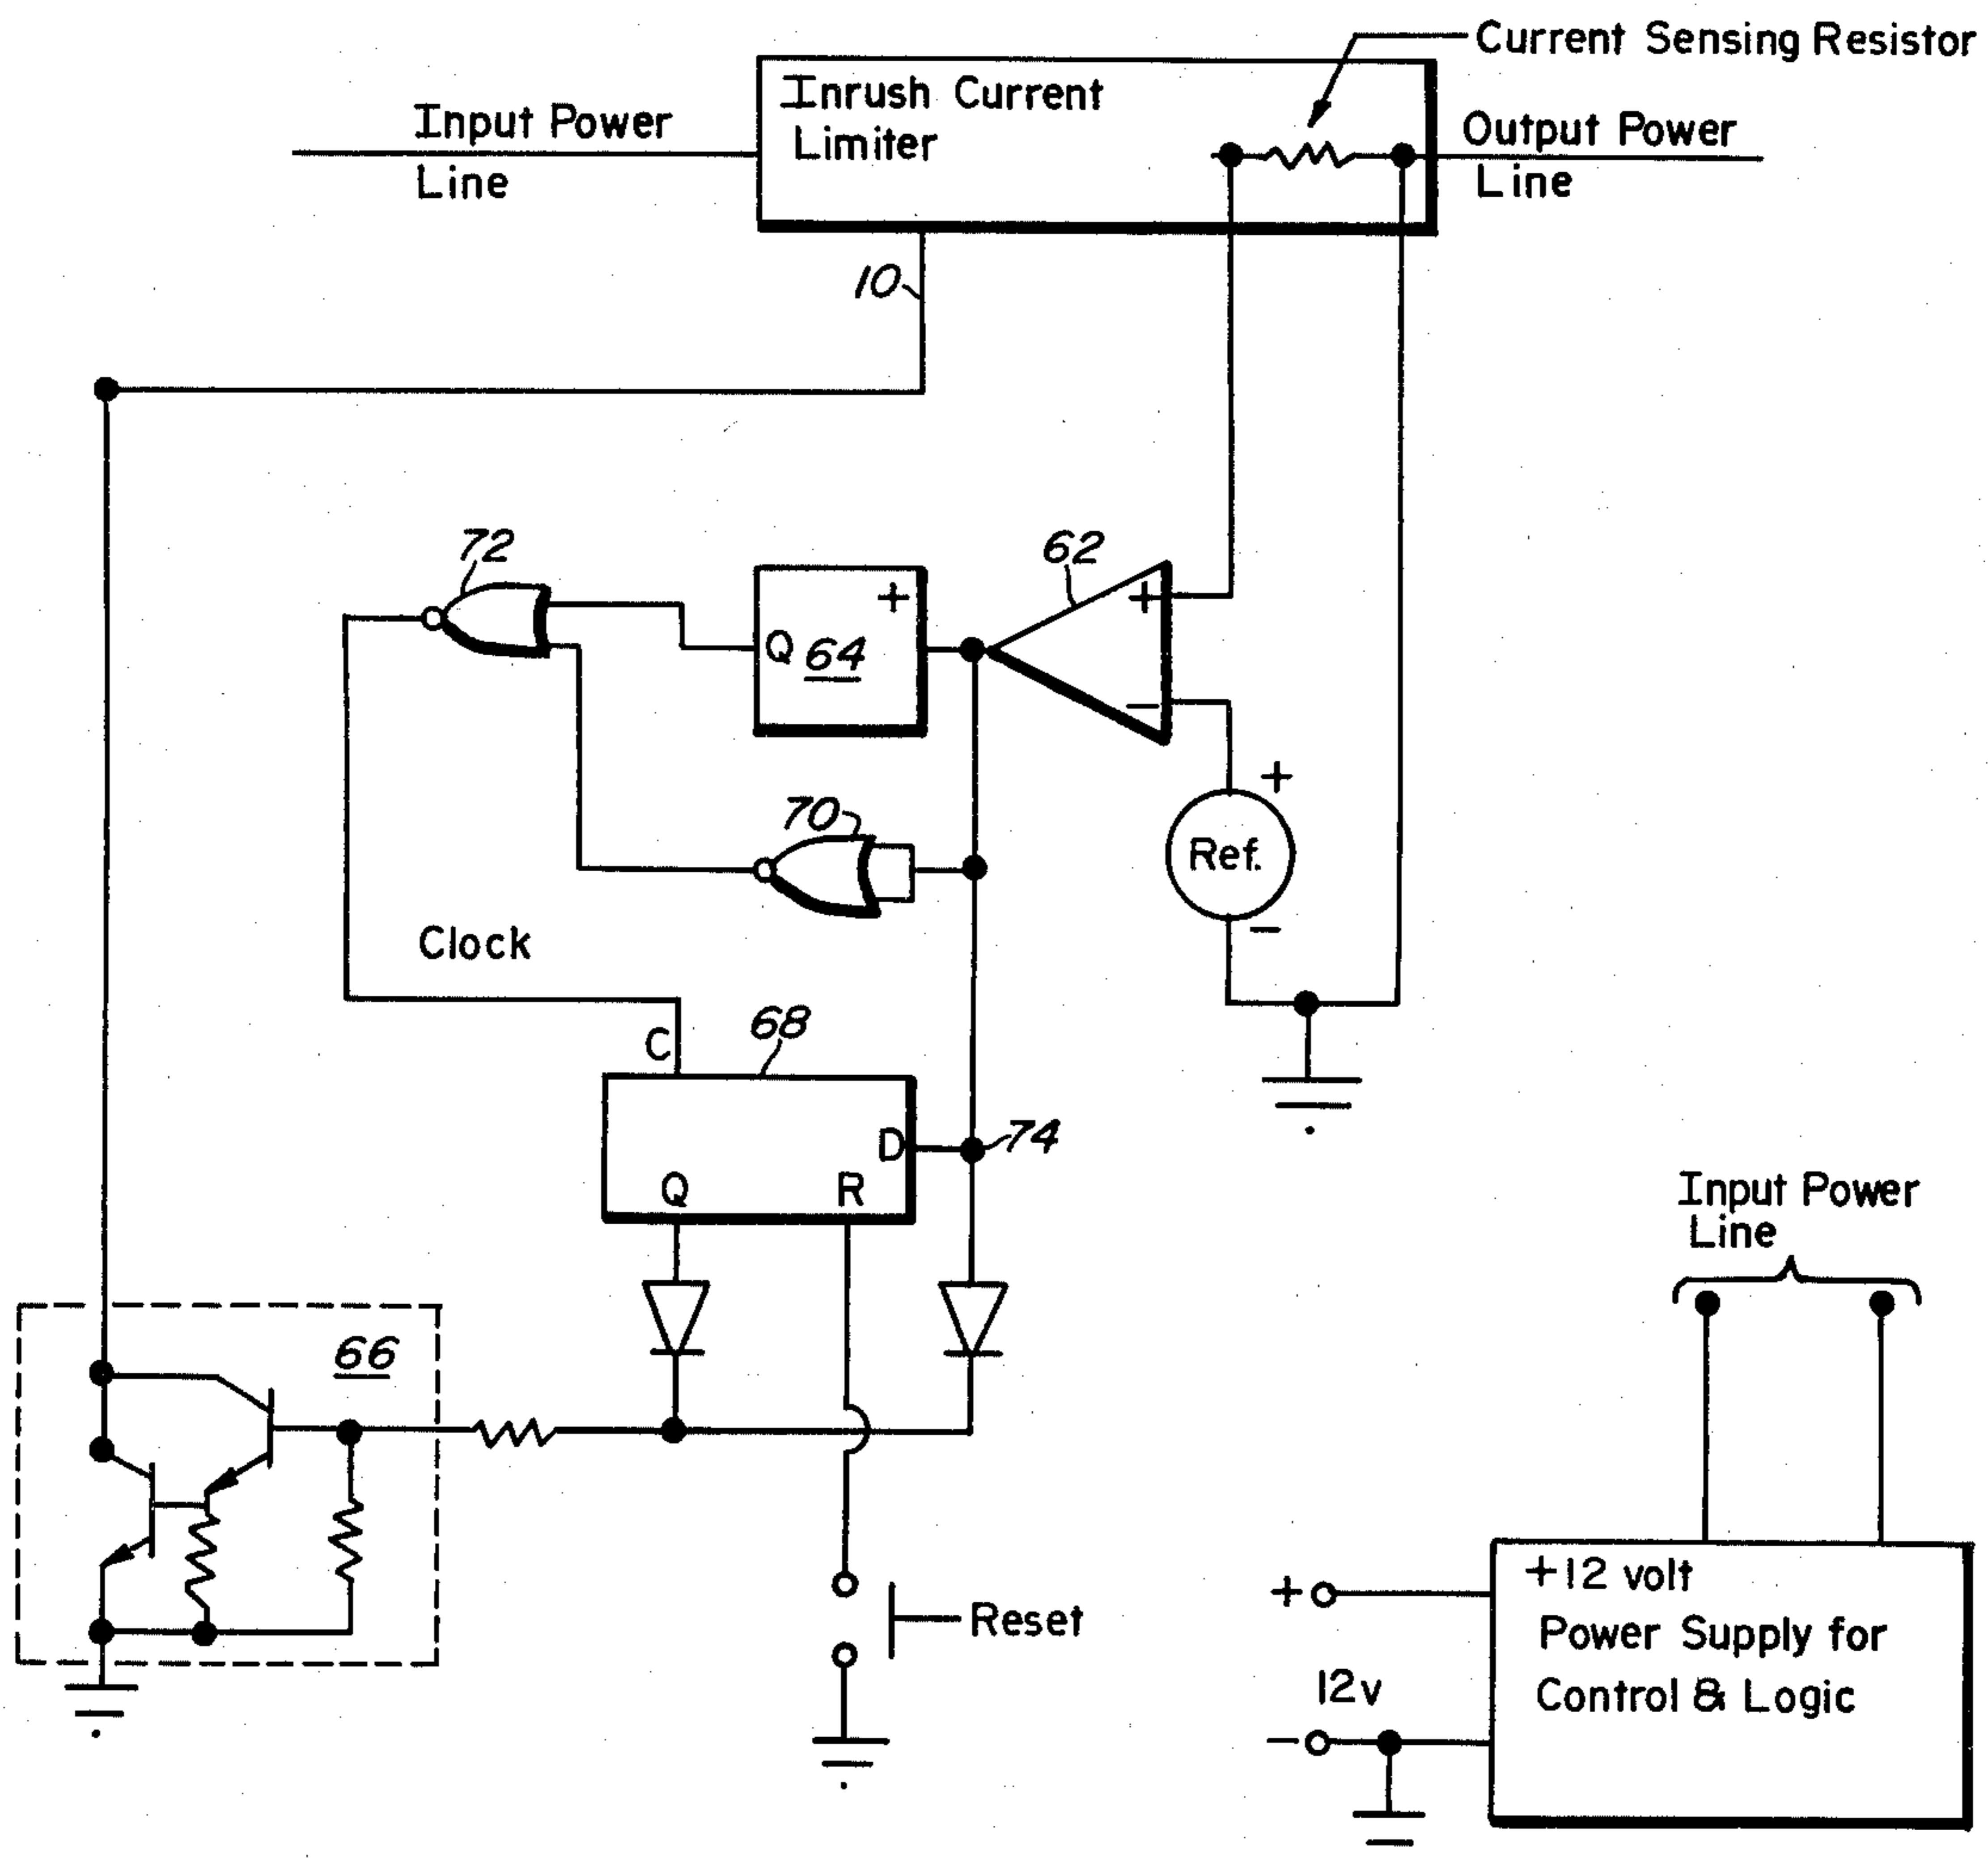 Current Sensing Resistor
Inrush Current
Limiter
Input Power
Line
Output Power
Line
10
72
62
+
Q 64
+
−
70
+
Ref.
−
Clock
C
68
D
74
Q
R
Input Power
Line
66
Reset
+
+12 volt
Power Supply for
Control & Logic
12v
−